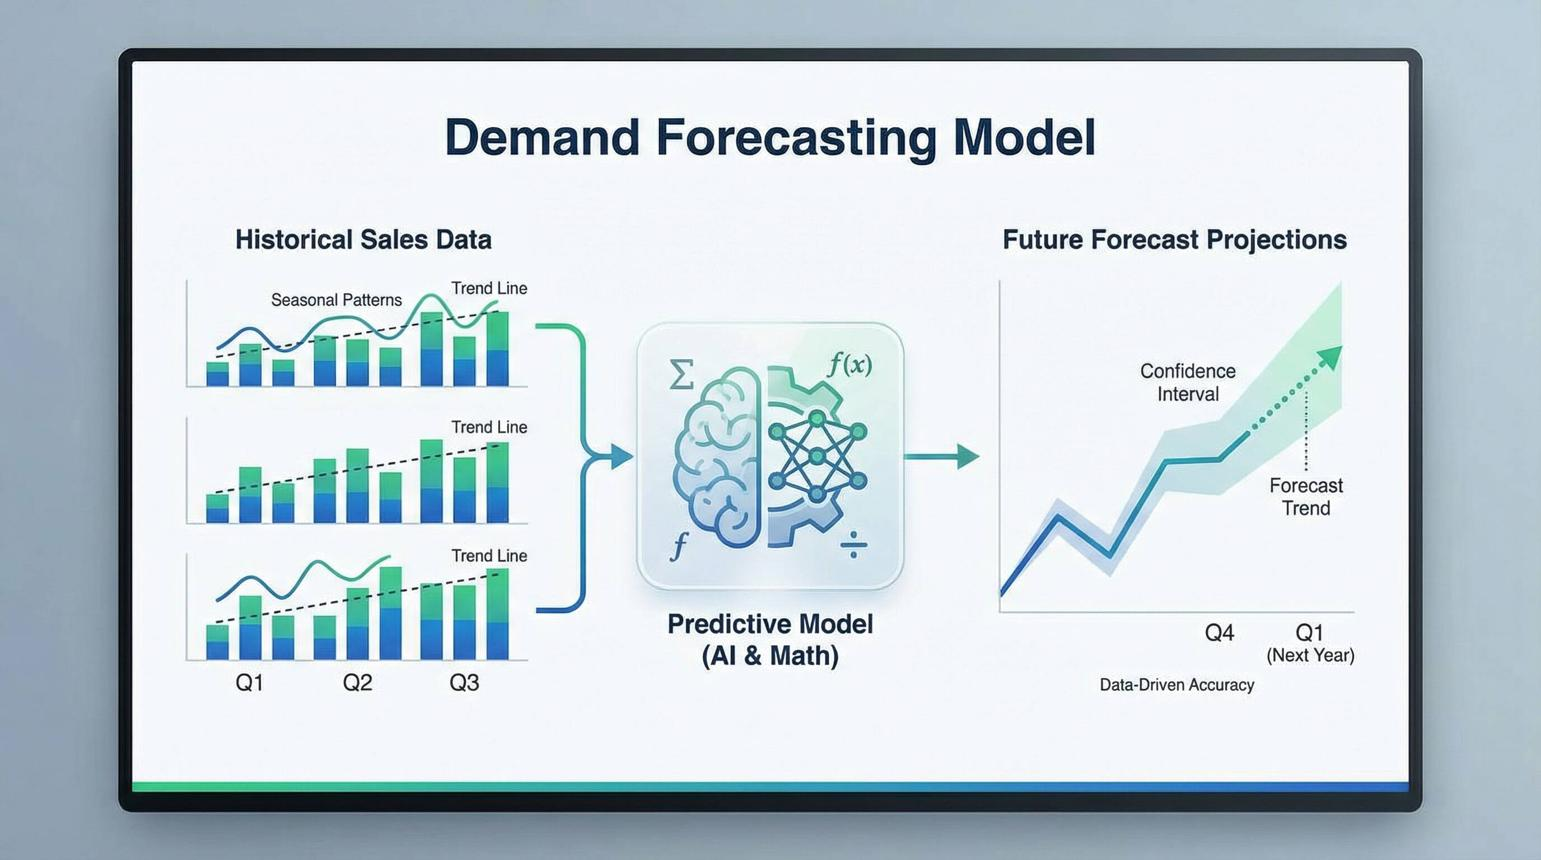 Demand Forecasting Model
Historical Sales Data
Seasonal Patterns
Trend Line
Trend Line
Trend Line
Q1
Q2
Q3
Σ
f(x)
f
÷
Predictive Model
(AI & Math)
Future Forecast Projections
Confidence
Interval
Forecast
Trend
Q4
Q1
(Next Year)
Data-Driven Accuracy